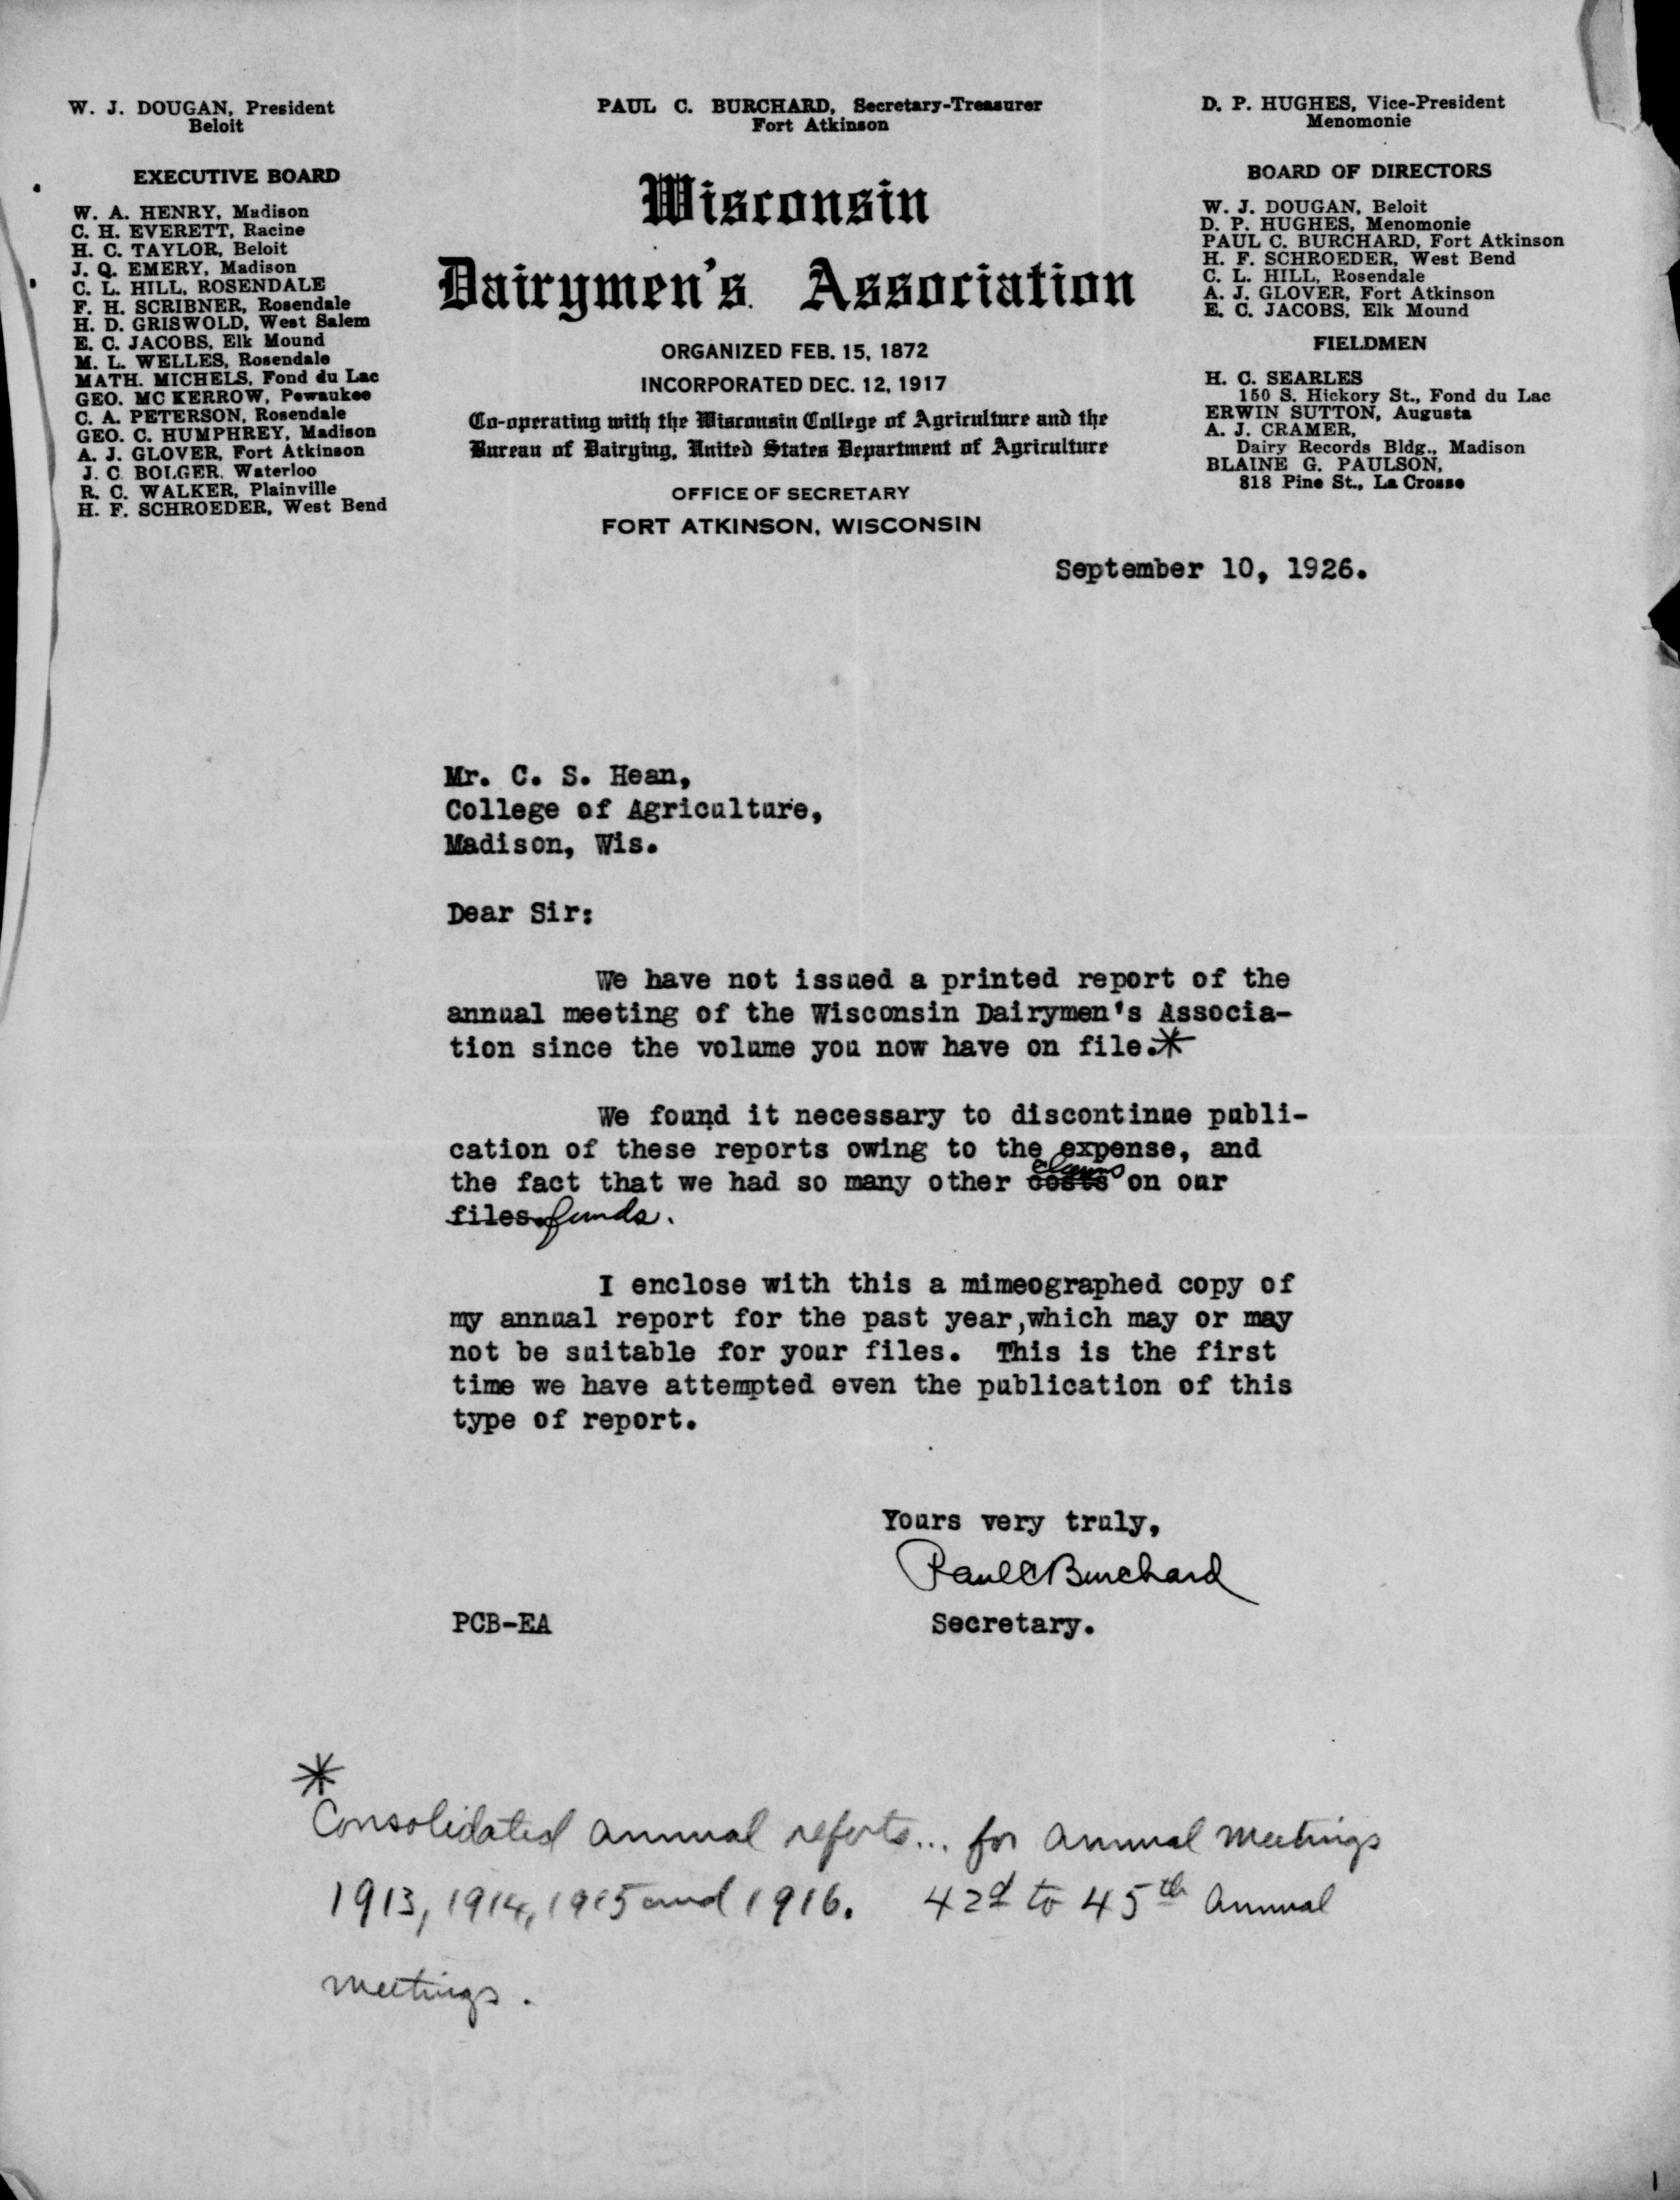 W. J. DOUGAN, President
Beloit
PAUL C. BURCHARD, Secretary-Treasurer
Fort Atkinson
D. P. HUGHES, Vice-President
Menomonie
EXECUTIVE BOARD
W. A. HENRY, Madison
C. H. EVERETT, Racine
H. C. TAYLOR, Beloit
J. Q. EMERY, Madison
C. L. HILL, ROSENDALE
F. H. SCRIBNER, Rosendale
H. D. GRISWOLD, West Salem
E. C. JACOBS, Elk Mound
M. L. WELLES, Rosendale
MATH. MICHELS, Fond du Lac
GEO. MC KERROW, Pewaukee
C. A. PETERSON, Rosendale
GEO. C. HUMPHREY, Madison
A. J. GLOVER, Fort Atkinson
J. C. BOLGER, Waterloo
R. C. WALKER, Plainville
H. F. SCHROEDER, West Bend
Wisconsin
Dairymen's Association
ORGANIZED FEB. 15, 1872
INCORPORATED DEC. 12, 1917
Co-operating with the Wisconsin College of Agriculture and the
Bureau of Dairying, United States Department of Agriculture
OFFICE OF SECRETARY
FORT ATKINSON, WISCONSIN
BOARD OF DIRECTORS
W. J. DOUGAN, Beloit
D. P. HUGHES, Menomonie
PAUL C. BURCHARD, Fort Atkinson
H. F. SCHROEDER, West Bend
C. L. HILL, Rosendale
A. J. GLOVER, Fort Atkinson
E. C. JACOBS, Elk Mound
FIELDMEN
H. C. SEARLES
150 S. Hickory St., Fond du Lac
ERWIN SUTTON, Augusta
A. J. CRAMER,
Dairy Records Bldg., Madison
BLAINE G. PAULSON,
818 Pine St., La Crosse
September 10, 1926.
Mr. C. S. Hean,
College of Agriculture,
Madison, Wis.
Dear Sir:
We have not issued a printed report of the
annual meeting of the Wisconsin Dairymen's Associa-
tion since the volume you now have on file.*
We found it necessary to discontinue publi-
cation of these reports owing to the expense, and
the fact that we had so many other costs claims on our
files. funds.
I enclose with this a mimeographed copy of
my annual report for the past year,which may or may
not be suitable for your files. This is the first
time we have attempted even the publication of this
type of report.
Yours very truly,
Paul C Burchard
PCB-EA Secretary.
*
Consolidated annual reports... for annual meetings
1913, 1914, 1915 and 1916. 42d to 45th annual
meetings.